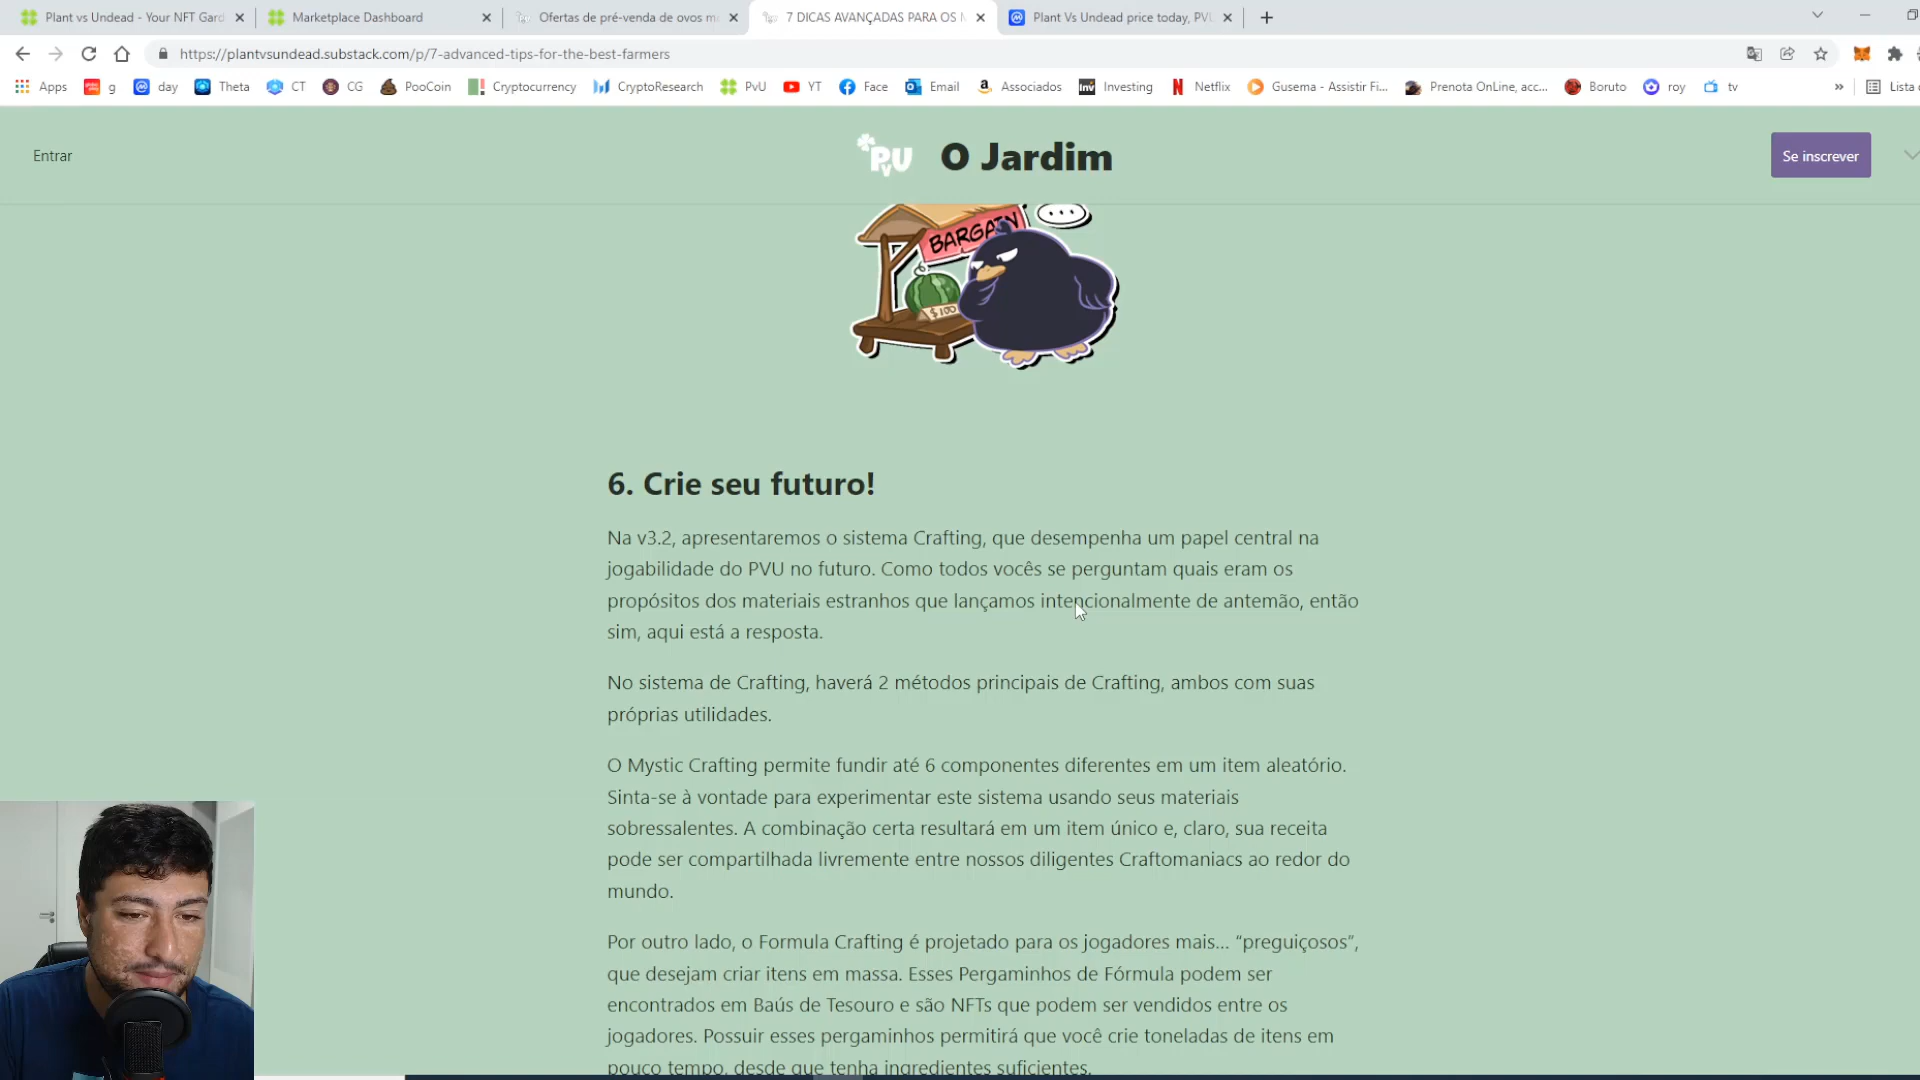 Plant vs Undead - Your NFT Gard
Marketplace Dashboard
Ofertas de pré-venda de ovos m
7 DICAS AVANÇADAS PARA OS
Plant Vs Undead price today, PVU
https://plantvsundead.substack.com/p/7-advanced-tips-for-the-best-farmers
Apps
g
day
Theta
CT
CG
PooCoin
Cryptocurrency
CryptoResearch
PvU
YT
Face
Email
Associados
Inv
Investing
Netflix
Gusema - Assistir Fi...
Prenota OnLine, acc...
Boruto
roy
tv
»
Lista
Entrar
PvU
O Jardim
Se inscrever
BARGAIN
...
$100
6. Crie seu futuro!
Na v3.2, apresentaremos o sistema Crafting, que desempenha um papel central na
jogabilidade do PVU no futuro. Como todos vocês se perguntam quais eram os
propósitos dos materiais estranhos que lançamos intencionalmente de antemão, então
sim, aqui está a resposta.
No sistema de Crafting, haverá 2 métodos principais de Crafting, ambos com suas
próprias utilidades.
O Mystic Crafting permite fundir até 6 componentes diferentes em um item aleatório.
Sinta-se à vontade para experimentar este sistema usando seus materiais
sobressalentes. A combinação certa resultará em um item único e, claro, sua receita
pode ser compartilhada livremente entre nossos diligentes Craftomaniacs ao redor do
mundo.
Por outro lado, o Formula Crafting é projetado para os jogadores mais... “preguiçosos”,
que desejam criar itens em massa. Esses Pergaminhos de Fórmula podem ser
encontrados em Baús de Tesouro e são NFTs que podem ser vendidos entre os
jogadores. Possuir esses pergaminhos permitirá que você crie toneladas de itens em
pouco tempo, desde que tenha ingredientes suficientes.